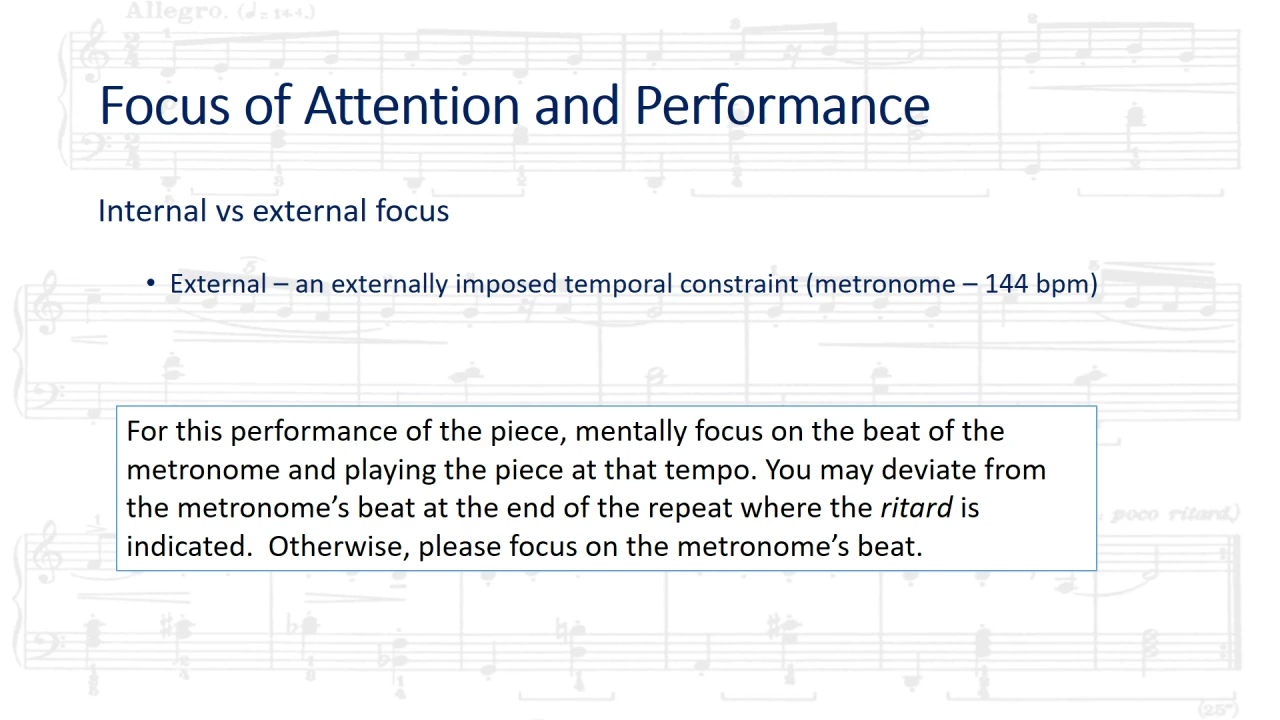 Allegro. (♩=144.)
Focus of Attention and Performance
Internal vs external focus
• External – an externally imposed temporal constraint (metronome – 144 bpm)
For this performance of the piece, mentally focus on the beat of the
metronome and playing the piece at that tempo. You may deviate from
the metronome’s beat at the end of the repeat where the ritard is
indicated.  Otherwise, please focus on the metronome’s beat.
poco ritard.)
(25")